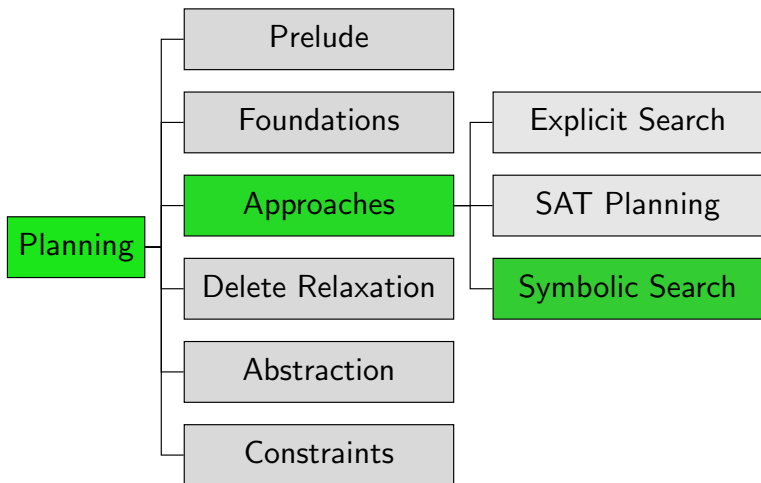 Planning
Prelude
Foundations
Approaches
Delete Relaxation
Abstraction
Constraints
Explicit Search
SAT Planning
Symbolic Search